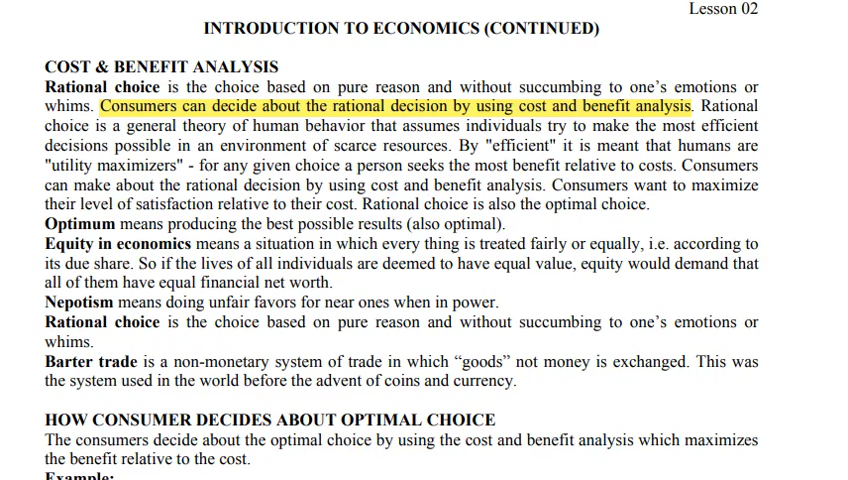 Lesson 02
INTRODUCTION TO ECONOMICS (CONTINUED)
COST & BENEFIT ANALYSIS
Rational choice is the choice based on pure reason and without succumbing to one’s emotions or
whims. Consumers can decide about the rational decision by using cost and benefit analysis. Rational
choice is a general theory of human behavior that assumes individuals try to make the most efficient
decisions possible in an environment of scarce resources. By "efficient" it is meant that humans are
"utility maximizers" - for any given choice a person seeks the most benefit relative to costs. Consumers
can make about the rational decision by using cost and benefit analysis. Consumers want to maximize
their level of satisfaction relative to their cost. Rational choice is also the optimal choice.
Optimum means producing the best possible results (also optimal).
Equity in economics means a situation in which every thing is treated fairly or equally, i.e. according to
its due share. So if the lives of all individuals are deemed to have equal value, equity would demand that
all of them have equal financial net worth.
Nepotism means doing unfair favors for near ones when in power.
Rational choice is the choice based on pure reason and without succumbing to one’s emotions or
whims.
Barter trade is a non-monetary system of trade in which “goods” not money is exchanged. This was
the system used in the world before the advent of coins and currency.
HOW CONSUMER DECIDES ABOUT OPTIMAL CHOICE
The consumers decide about the optimal choice by using the cost and benefit analysis which maximizes
the benefit relative to the cost.
Example: